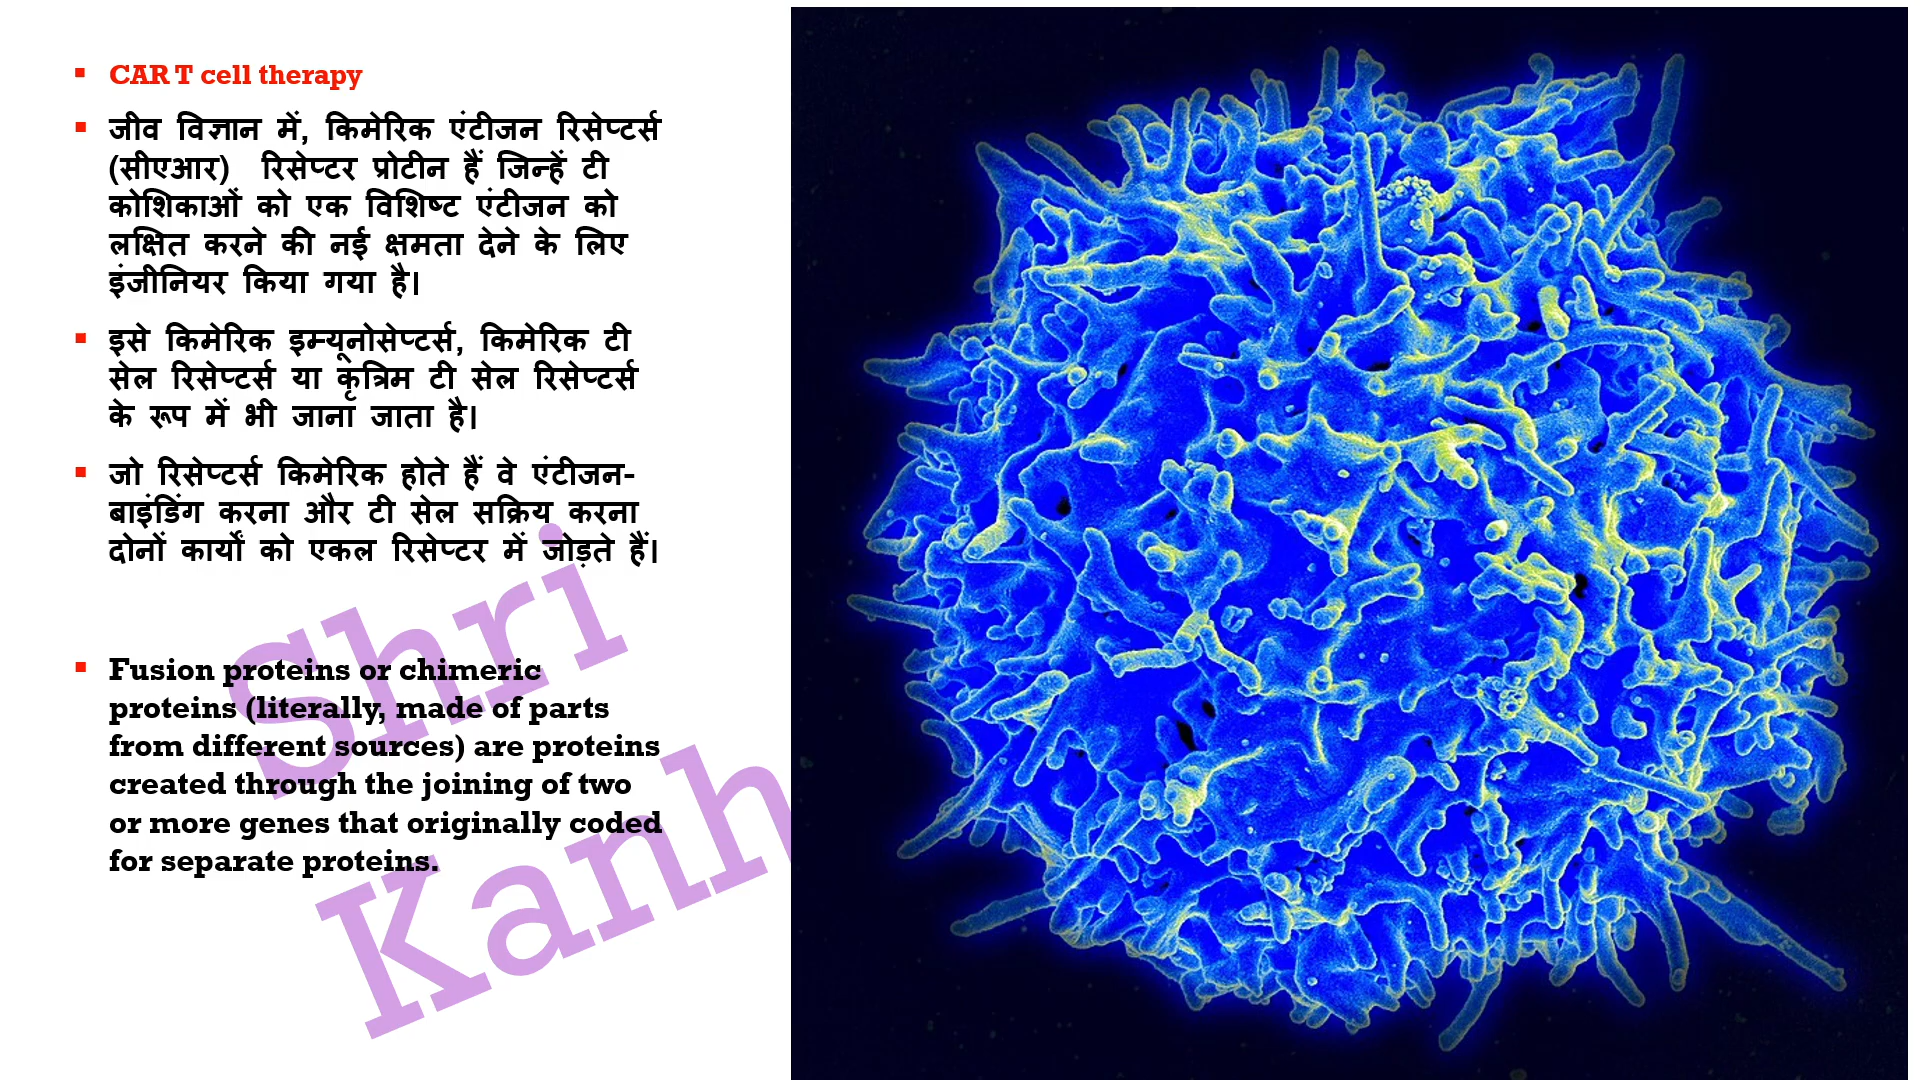 CAR T cell therapy
जीव विज्ञान में, किमेरिक एंटीजन रिसेप्टर्स
(सीएआर) रिसेप्टर प्रोटीन हैं जिन्हें टी
कोशिकाओं को एक विशिष्ट एंटीजन को
लक्षित करने की नई क्षमता देने के लिए
इंजीनियर किया गया है।
इसे किमेरिक इम्यूनोसेप्टर्स, किमेरिक टी
सेल रिसेप्टर्स या कृत्रिम टी सेल रिसेप्टर्स
के रूप में भी जाना जाता है।
जो रिसेप्टर्स किमेरिक होते हैं वे एंटीजन-
बाइंडिंग करना और टी सेल सक्रिय करना
दोनों कार्यों को एकल रिसेप्टर में जोड़ते हैं।
Fusion proteins or chimeric
proteins (literally, made of parts
from different sources) are proteins
created through the joining of two
or more genes that originally coded
for separate proteins.
Shri
Kanh